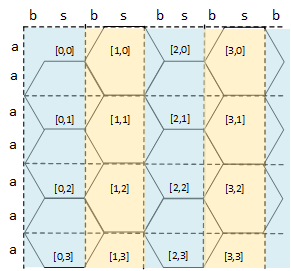 b s b s b s b s b
a [0,0] [1,0] [2,0] [3,0]
a
a [0,1] [1,1] [2,1] [3,1]
a
a [0,2] [1,2] [2,2] [3,2]
a
a [0,3] [1,3] [2,3] [3,3]